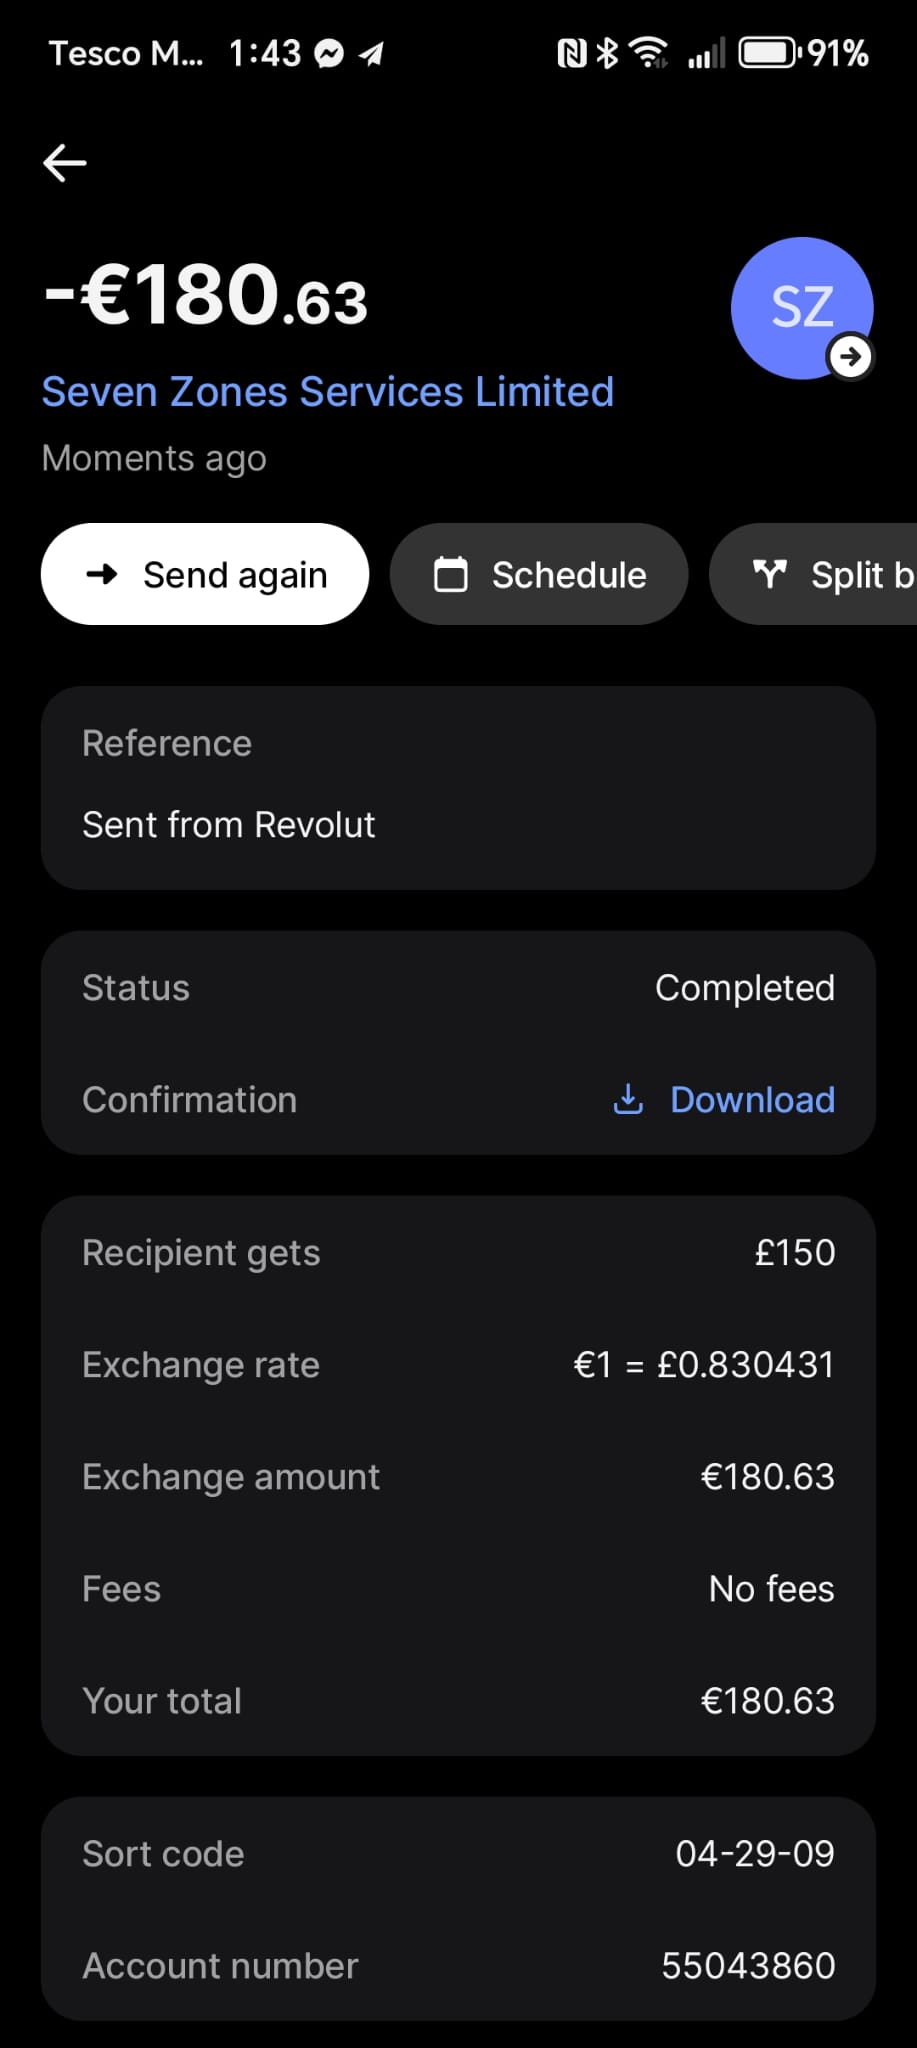 Tesco M... 1:43 91%
-€180.63
SZ
Seven Zones Services Limited
Moments ago
Send again Schedule Split b
Reference
Sent from Revolut
Status Completed
Confirmation Download
Recipient gets £150
Exchange rate €1 = £0.830431
Exchange amount €180.63
Fees No fees
Your total €180.63
Sort code 04-29-09
Account number 55043860